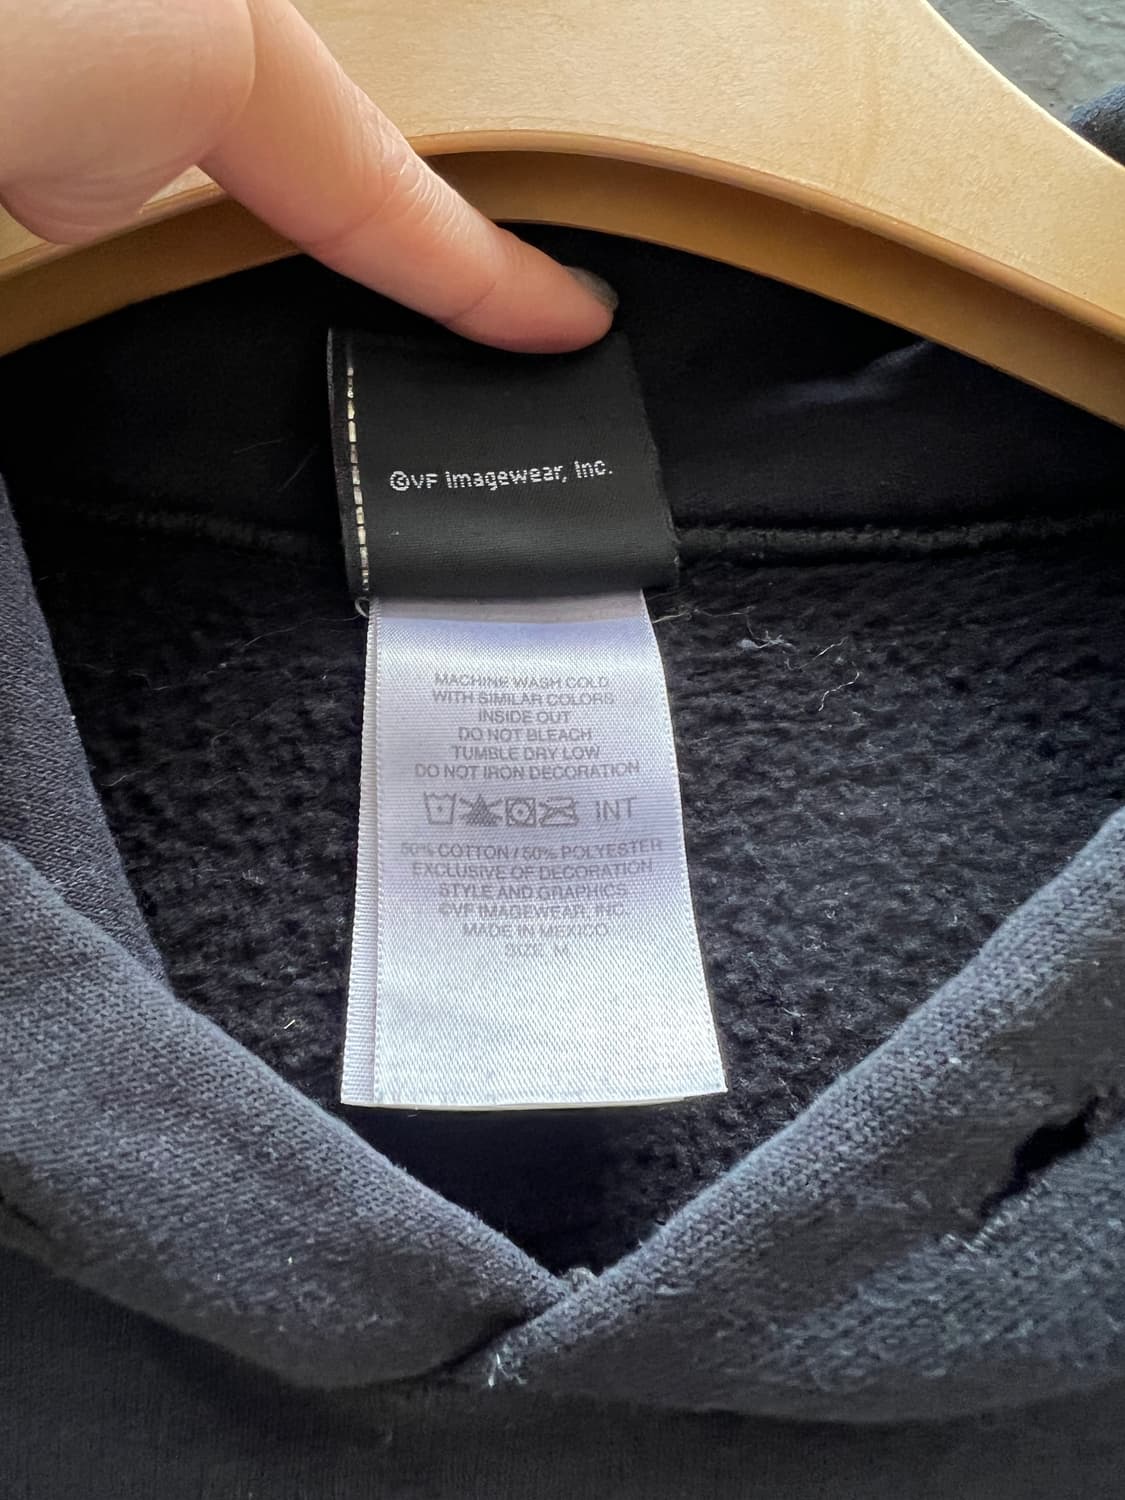 ©VF Imagewear, Inc.
MACHINE WASH COLD
WITH SIMILAR COLORS
INSIDE OUT
DO NOT BLEACH
TUMBLE DRY LOW
DO NOT IRON DECORATION
INT
50% COTTON / 50% POLYESTER
EXCLUSIVE OF DECORATION
STYLE AND GRAPHICS
©VF IMAGEWEAR, INC.
MADE IN MEXICO
SIZE M